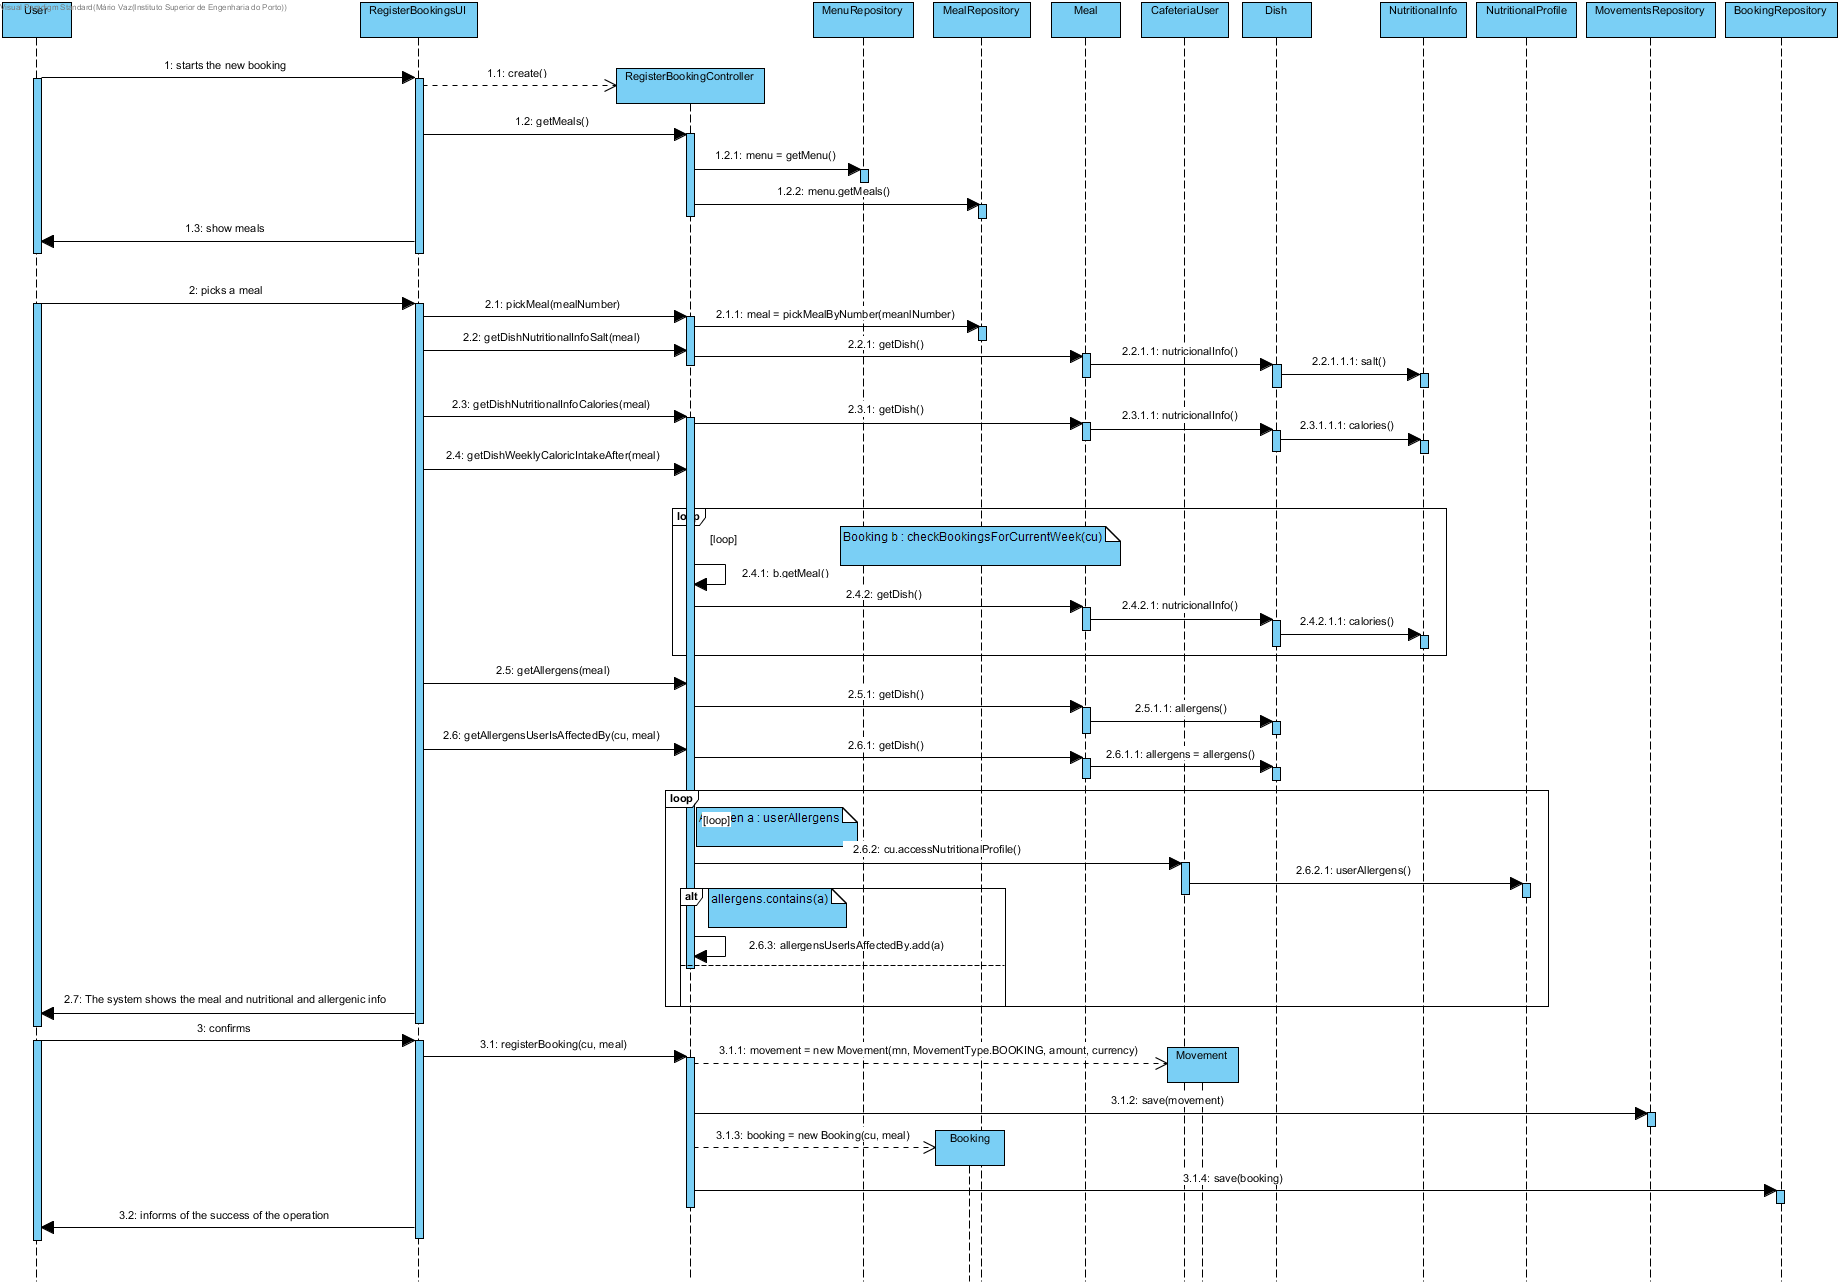 Visual Paradigm Standard(Mário Vaz(Instituto Superior de Engenharia do Porto))
User
RegisterBookingsUI
MenuRepository
MealRepository
Meal
CafeteriaUser
Dish
NutritionalInfo
NutritionalProfile
MovementsRepository
BookingRepository
1: starts the new booking
1.1: create()
RegisterBookingController
1.2: getMeals()
1.2.1: menu = getMenu()
1.2.2: menu.getMeals()
1.3: show meals
2: picks a meal
2.1: pickMeal(mealNumber)
2.1.1: meal = pickMealByNumber(meanlNumber)
2.2: getDishNutritionalInfoSalt(meal)
2.2.1: getDish()
2.2.1.1: nutricionalInfo()
2.2.1.1.1: salt()
2.3: getDishNutritionalInfoCalories(meal)
2.3.1: getDish()
2.3.1.1: nutricionalInfo()
2.3.1.1.1: calories()
2.4: getDishWeeklyCaloricIntakeAfter(meal)
loop
[loop]
Booking b : checkBookingsForCurrentWeek(cu)
2.4.1: b.getMeal()
2.4.2: getDish()
2.4.2.1: nutricionalInfo()
2.4.2.1.1: calories()
2.5: getAllergens(meal)
2.5.1: getDish()
2.5.1.1: allergens()
2.6: getAllergensUserIsAffectedBy(cu, meal)
2.6.1: getDish()
2.6.1.1: allergens = allergens()
loop
[loop]
a : userAllergens
2.6.2: cu.accessNutritionalProfile()
2.6.2.1: userAllergens()
alt
allergens.contains(a)
2.6.3: allergensUserIsAffectedBy.add(a)
2.7: The system shows the meal and nutritional and allergenic info
3: confirms
3.1: registerBooking(cu, meal)
3.1.1: movement = new Movement(mn, MovementType.BOOKING, amount, currency)
Movement
3.1.2: save(movement)
3.1.3: booking = new Booking(cu, meal)
Booking
3.1.4: save(booking)
3.2: informs of the success of the operation